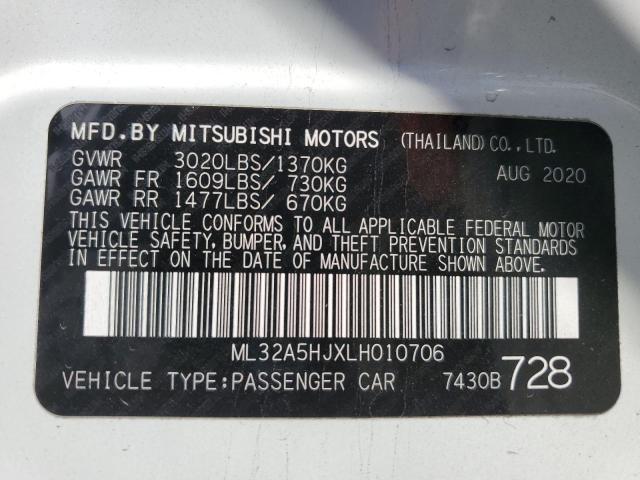 MFD.BY MITSUBISHI MOTORS (THAILAND)CO.,LTD.
GVWR 3020LBS/1370KG AUG 2020
GAWR FR 1609LBS/ 730KG
GAWR RR 1477LBS/ 670KG
THIS VEHICLE CONFORMS TO ALL APPLICABLE FEDERAL MOTOR
VEHICLE SAFETY, BUMPER, AND THEFT PREVENTION STANDARDS
IN EFFECT ON THE DATE OF MANUFACTURE SHOWN ABOVE.
ML32A5HJXLH010706
VEHICLE TYPE:PASSENGER CAR 7430B 728